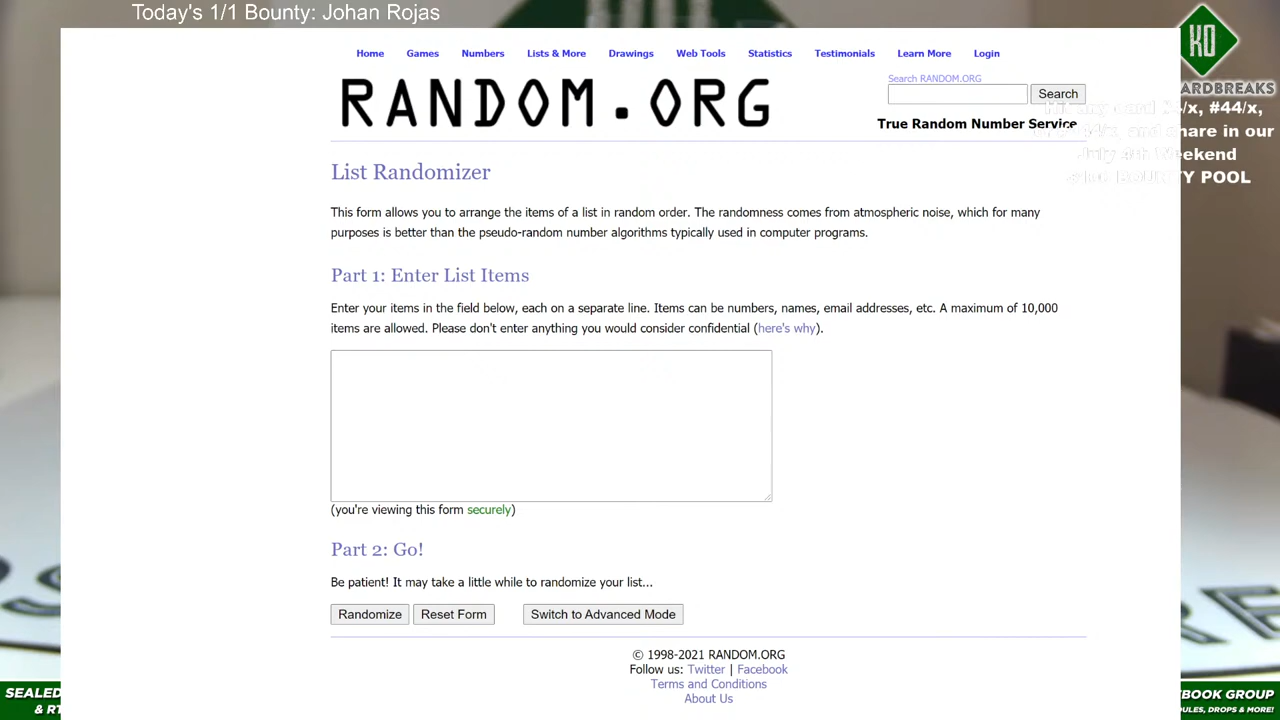 Today's 1/1 Bounty: Johan Rojas
Home Games Numbers Lists & More Drawings Web Tools Statistics Testimonials Learn More Login
KO
RANDOM.ORG
Search RANDOM.ORG
Search
ARDBREAKS
True Random Number Service
/x, #44/x,
and share in our
July 4th Weekend
BOUNTY POOL
List Randomizer
This form allows you to arrange the items of a list in random order. The randomness comes from atmospheric noise, which for many
purposes is better than the pseudo-random number algorithms typically used in computer programs.
Part 1: Enter List Items
Enter your items in the field below, each on a separate line. Items can be numbers, names, email addresses, etc. A maximum of 10,000
items are allowed. Please don't enter anything you would consider confidential (here's why).
(you're viewing this form securely)
Part 2: Go!
Be patient! It may take a little while to randomize your list...
Randomize Reset Form Switch to Advanced Mode
© 1998-2021 RANDOM.ORG
Follow us: Twitter | Facebook
Terms and Conditions
About Us
SEALED
& RT
BOOK GROUP
DULES, DROPS & MORE!